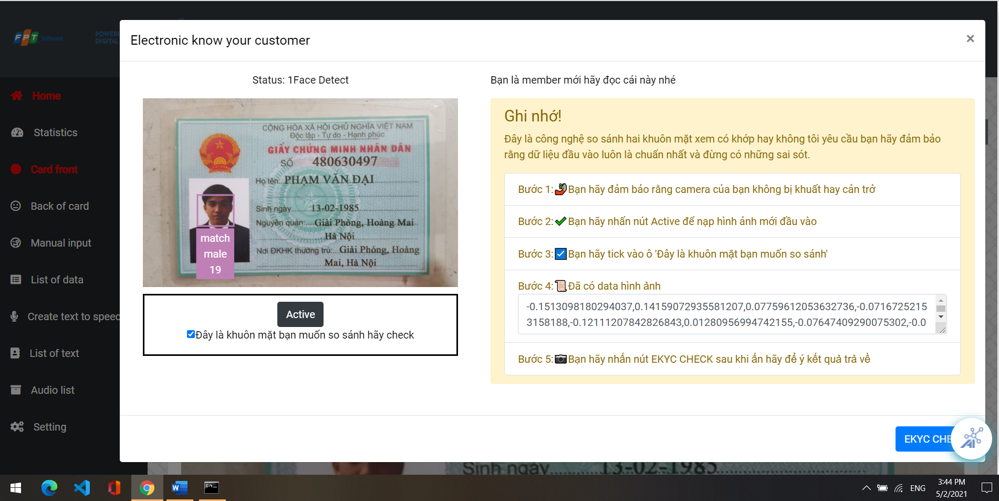 FPT Software
POWERI
DIGITAL
Electronic know your customer
×
Home
Statistics
Card front
Back of card
Manual input
List of data
Create text to speec
List of text
Audio list
Setting
Status: 1Face Detect
CỘNG HÒA XÃ HỘI CHỦ NGHĨA VIỆT NAM
Độc lập - Tự do - Hạnh phúc
GIẤY CHỨNG MINH NHÂN DÂN
SỐ 480630497
Họ tên: PHẠM VĂN ĐẠI
Sinh ngày 13-02-1985
Nguyên quán: Giải Phóng, Hoàng Mai
Hà Nội
Nơi ĐKHK thường trú: Giải Phóng, Hoàng
Mai, Hà Nội
match
male
19
Active
Đây là khuôn mặt bạn muốn so sánh hãy check
Bạn là member mới hãy đọc cái này nhé
Ghi nhớ!
Đây là công nghệ so sánh hai khuôn mặt xem có khớp hay không tôi yêu cầu bạn hãy đảm bảo
rằng dữ liệu đầu vào luôn là chuẩn nhất và đừng có những sai sót.
Bước 1: Bạn hãy đảm bảo rằng camera của bạn không bị khuất hay cản trở
Bước 2: Bạn hãy nhấn nút Active để nạp hình ảnh mới đầu vào
Bước 3: Bạn hãy tick vào ô 'Đây là khuôn mặt bạn muốn so sánh'
Bước 4: Đã có data hình ảnh
-0.1513098180294037,0.14159072935581207,0.07759612053632736,-0.0716725215
3158188,-0.12111207842826843,0.01280956994742155,-0.07647409290075302,-0.0
Bước 5: Bạn hãy nhấn nút EKYC CHECK sau khi ấn hãy để ý kết quả trả về
EKYC CHE
AI
Sinh ngày 13-02-1985
ENG
3:44 PM
5/2/2021